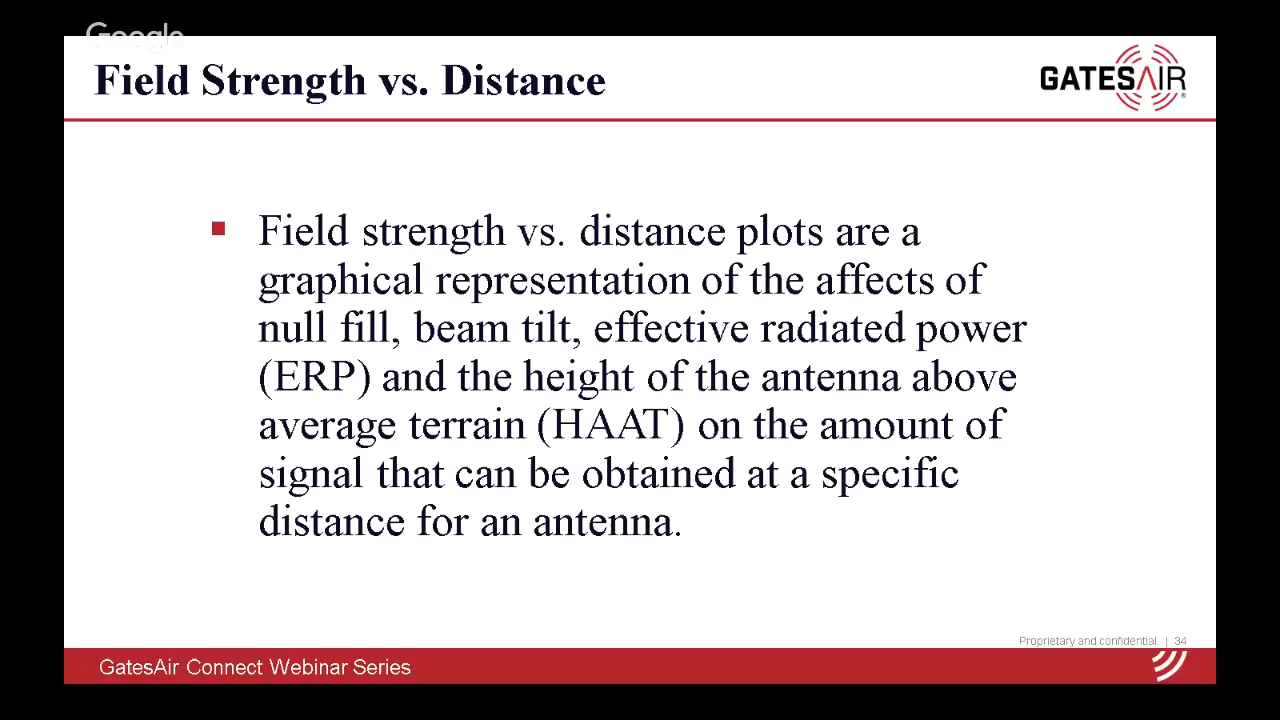 Google
Field Strength vs. Distance
GATESAIR
Field strength vs. distance plots are a
graphical representation of the affects of
null fill, beam tilt, effective radiated power
(ERP) and the height of the antenna above
average terrain (HAAT) on the amount of
signal that can be obtained at a specific
distance for an antenna.
Proprietary and confidential. | 34
GatesAir Connect Webinar Series